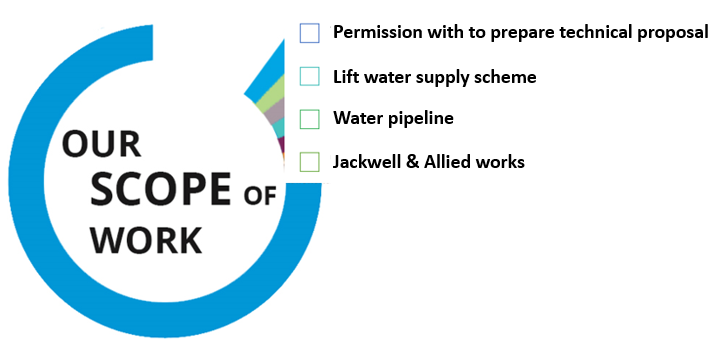 OUR
SCOPE OF
WORK
Permission with to prepare technical proposal
Lift water supply scheme
Water pipeline
Jackwell & Allied works